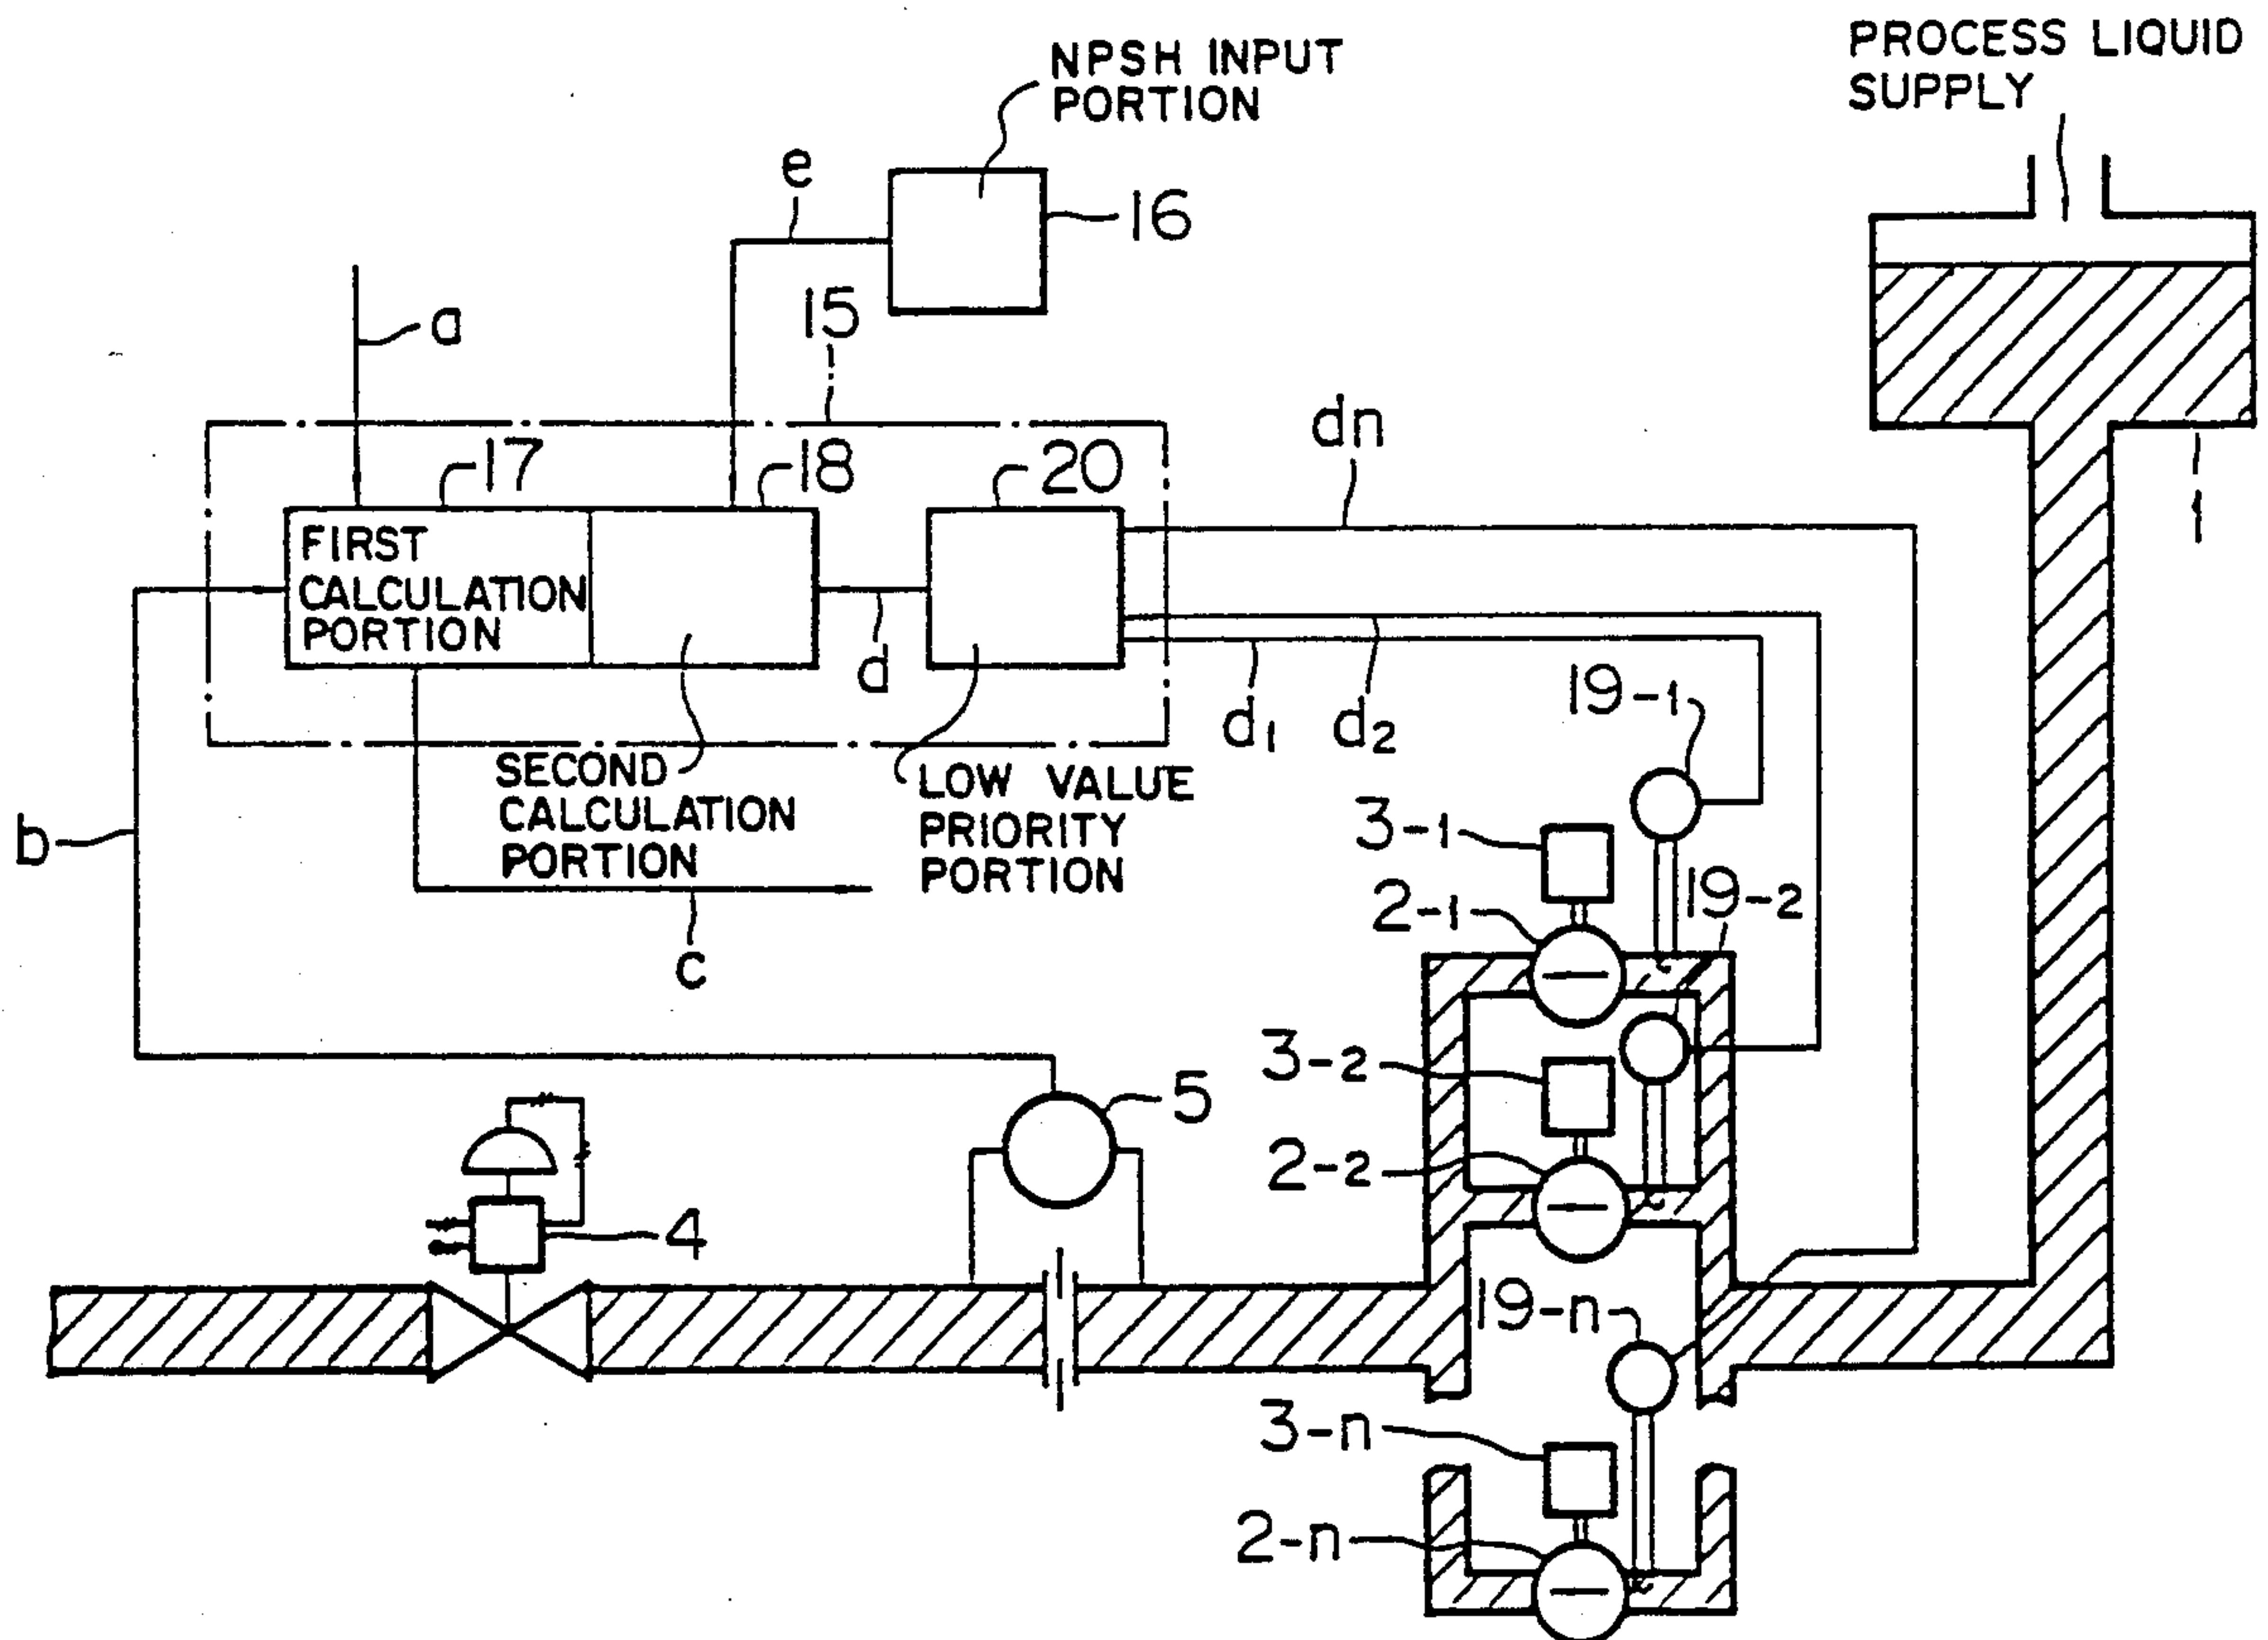 NPSH INPUT
PORTION
PROCESS LIQUID
SUPPLY
e
16
15
a
dn
17
18
20
1
FIRST
CALCULATION
PORTION
d
d1
d2
19-1
SECOND
CALCULATION
PORTION
LOW VALUE
PRIORITY
PORTION
b
c
3-1
2-1
19-2
3-2
2-2
5
4
19-n
3-n
2-n